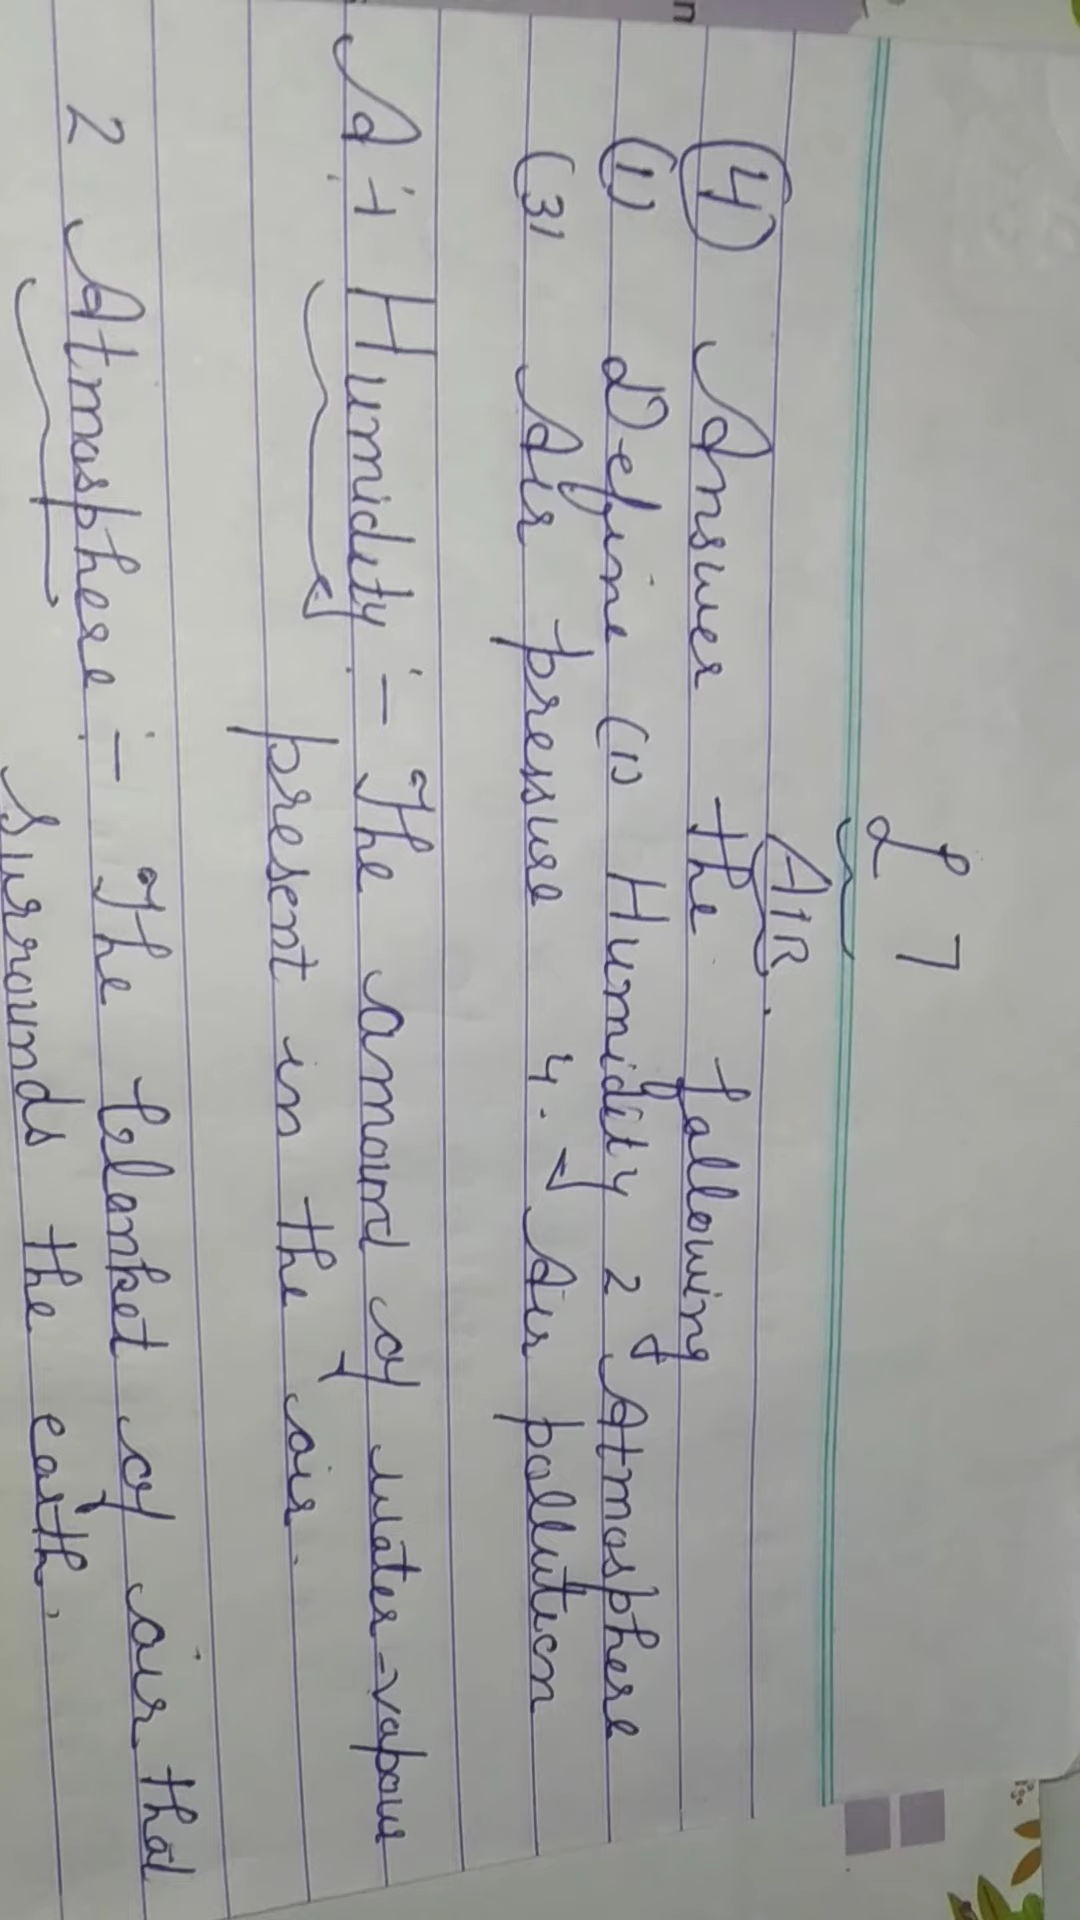 L 7
AIR.
(4) Answer the following
(1) Define (1) Humidity 2 Atmosphere
(3) Air pressure 4. Air pollution
A:1 Humidity :- The amount of water-vapour
present in the air.
2 Atmosphere :- The blanket of air that
surrounds the earth.